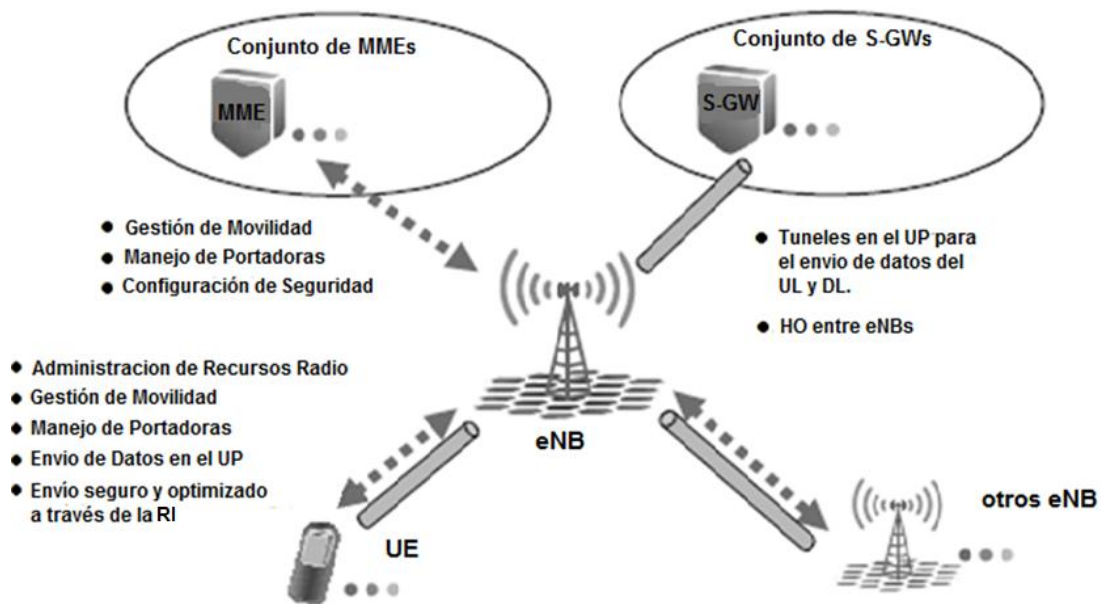 Conjunto de MMEs
MME
Conjunto de S-GWs
S-GW
● Gestión de Movilidad
● Manejo de Portadoras
● Configuración de Seguridad
● Tuneles en el UP para
el envio de datos del
UL y DL.
● HO entre eNBs
● Administracion de Recursos Radio
● Gestión de Movilidad
● Manejo de Portadoras
● Envio de Datos en el UP
● Envío seguro y optimizado
a través de la RI
eNB
UE
otros eNB